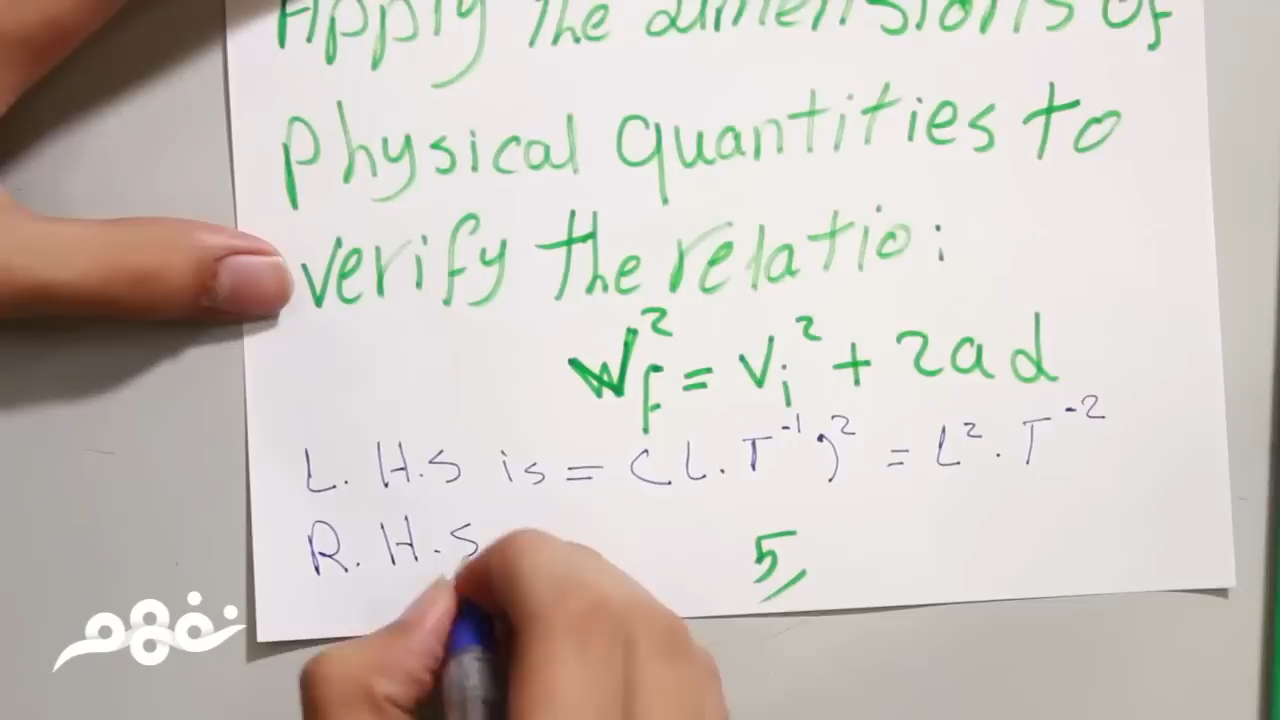 Apply the dimensions of
physical quantities to
verify the relatio:
Vf² = Vi² + 2ad
L.H.S is = (L.T⁻¹)² = L².T⁻²
R.H.S
5/
نفهم